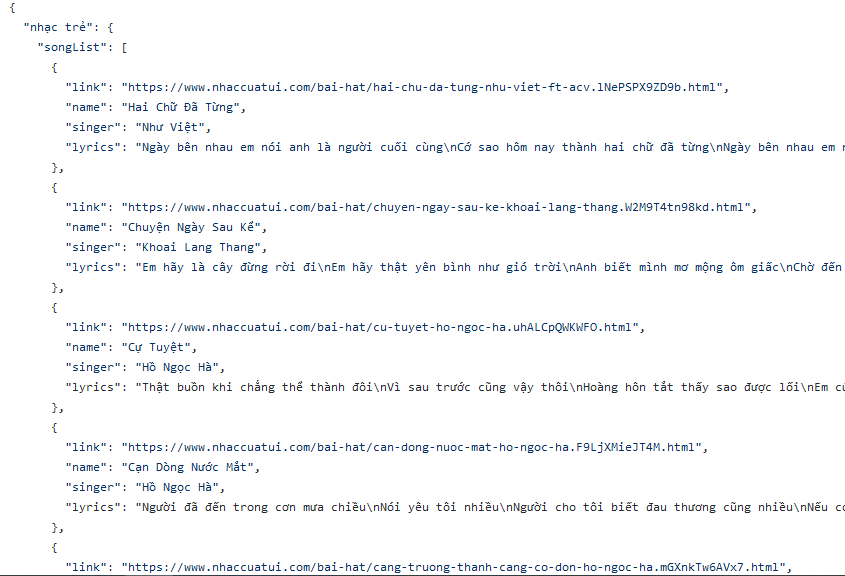 {
"nhạc trẻ": {
"songList": [
{
"link": "https://www.nhaccuatui.com/bai-hat/hai-chu-da-tung-nhu-viet-ft-acv.lNePSPX9ZD9b.html",
"name": "Hai Chữ Đã Từng",
"singer": "Như Việt",
"lyrics": "Ngày bên nhau em nói anh là người cuối cùng\nCớ sao hôm nay thành hai chữ đã từng\nNgày bên nhau em
},
{
"link": "https://www.nhaccuatui.com/bai-hat/chuyen-ngay-sau-ke-khoai-lang-thang.W2M9T4tn98kd.html",
"name": "Chuyện Ngày Sau Kể",
"singer": "Khoai Lang Thang",
"lyrics": "Em hãy là cây đừng rời đi\nEm hãy thật yên bình như gió trời\nAnh biết mình mơ mộng ôm giấc\nChờ đến
},
{
"link": "https://www.nhaccuatui.com/bai-hat/cu-tuyet-ho-ngoc-ha.uhALCpQWKWFO.html",
"name": "Cự Tuyệt",
"singer": "Hồ Ngọc Hà",
"lyrics": "Thật buồn khi chẳng thể thành đôi\nVì sau trước cũng vậy thôi\nHoàng hôn tắt thấy sao được lối\nEm
},
{
"link": "https://www.nhaccuatui.com/bai-hat/can-dong-nuoc-mat-ho-ngoc-ha.F9LjXMieJT4M.html",
"name": "Cạn Dòng Nước Mắt",
"singer": "Hồ Ngọc Hà",
"lyrics": "Người đã đến trong cơn mưa chiều\nNói yêu tôi nhiều\nNgười cho tôi biết đau thương cũng nhiều\nNếu
},
{
"link": "https://www.nhaccuatui.com/bai-hat/cang-truong-thanh-cang-co-don-ho-ngoc-ha.mGXnkTw6AVx7.html",